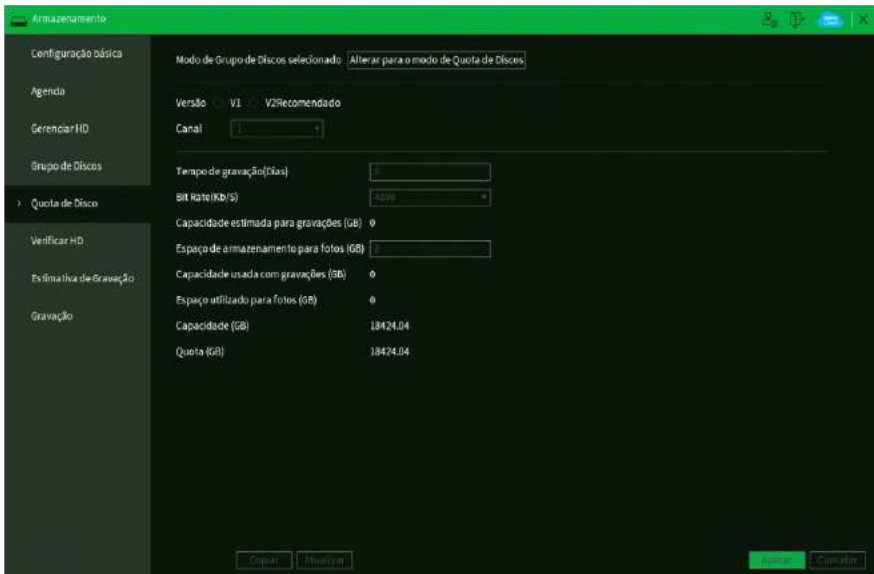 Armazenamento
Configuração básica
Agenda
Gerenciar HD
Grupo de Discos
Quota de Disco
Verificar HD
Estimativa de Gravação
Gravação
Modo de Grupo de Discos selecionado Alterar para o modo de Quota de Discos
Versão V1 V2Recomendado
Canal 1
Tempo de gravação(Dias) 0
Bit Rate(Kb/S) 4096
Capacidade estimada para gravações (GB) 0
Espaço de armazenamento para fotos (GB) 0
Capacidade usada com gravações (GB) 0
Espaço utilizado para fotos (GB) 0
Capacidade (GB) 18424.04
Quota (GB) 18424.04
Copiar Atualizar Aplicar Cancelar